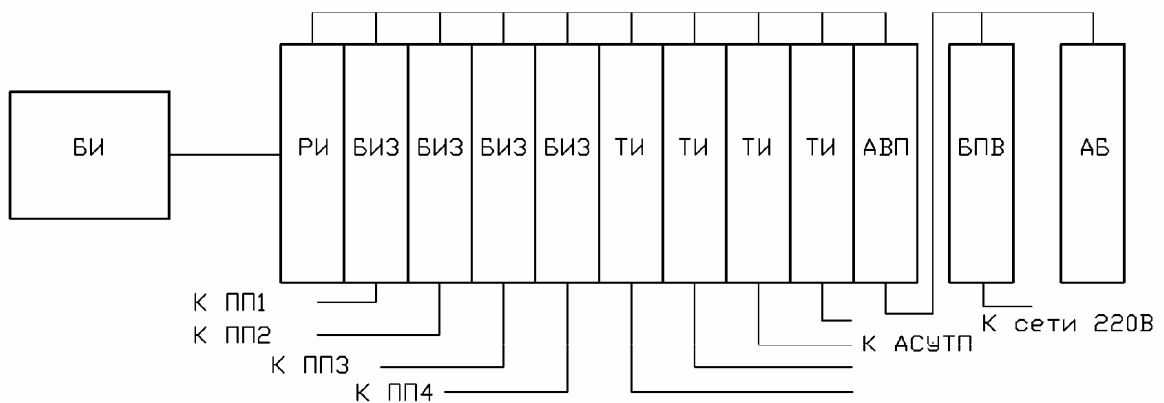 БИ
РИ БИЗ БИЗ БИЗ БИЗ ТИ ТИ ТИ ТИ АВП БПВ АБ
К ПП1
К ПП2
К ПП3
К ПП4
К АСУТП
К сети 220В